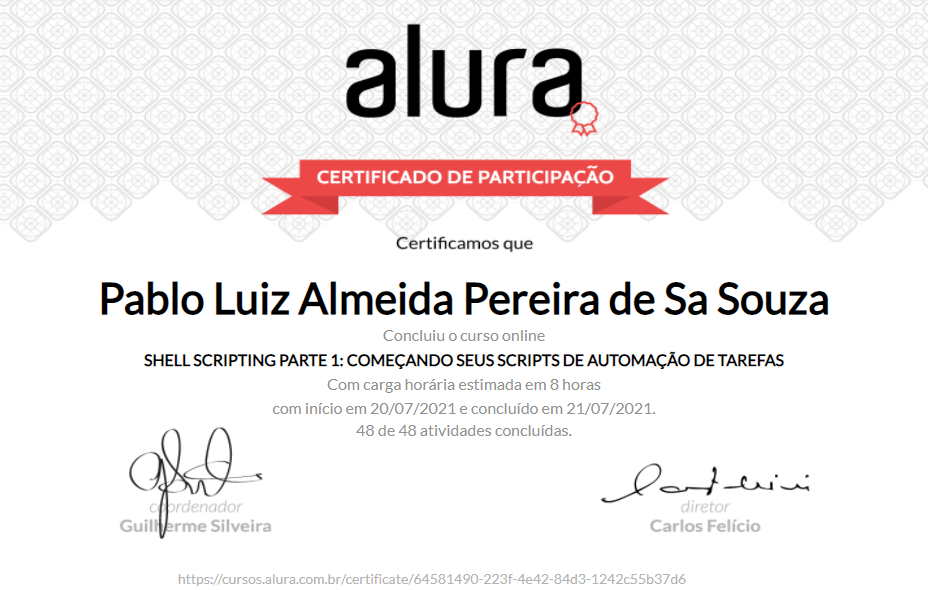 alura
CERTIFICADO DE PARTICIPAÇÃO
Certificamos que
Pablo Luiz Almeida Pereira de Sa Souza
Concluiu o curso online
SHELL SCRIPTING PARTE 1: COMEÇANDO SEUS SCRIPTS DE AUTOMAÇÃO DE TAREFAS
Com carga horária estimada em 8 horas
com início em 20/07/2021 e concluído em 21/07/2021.
48 de 48 atividades concluídas.
coordenador
Guilherme Silveira
diretor
Carlos Felício
https://cursos.alura.com.br/certificate/64581490-223f-4e42-84d3-1242c55b37d6